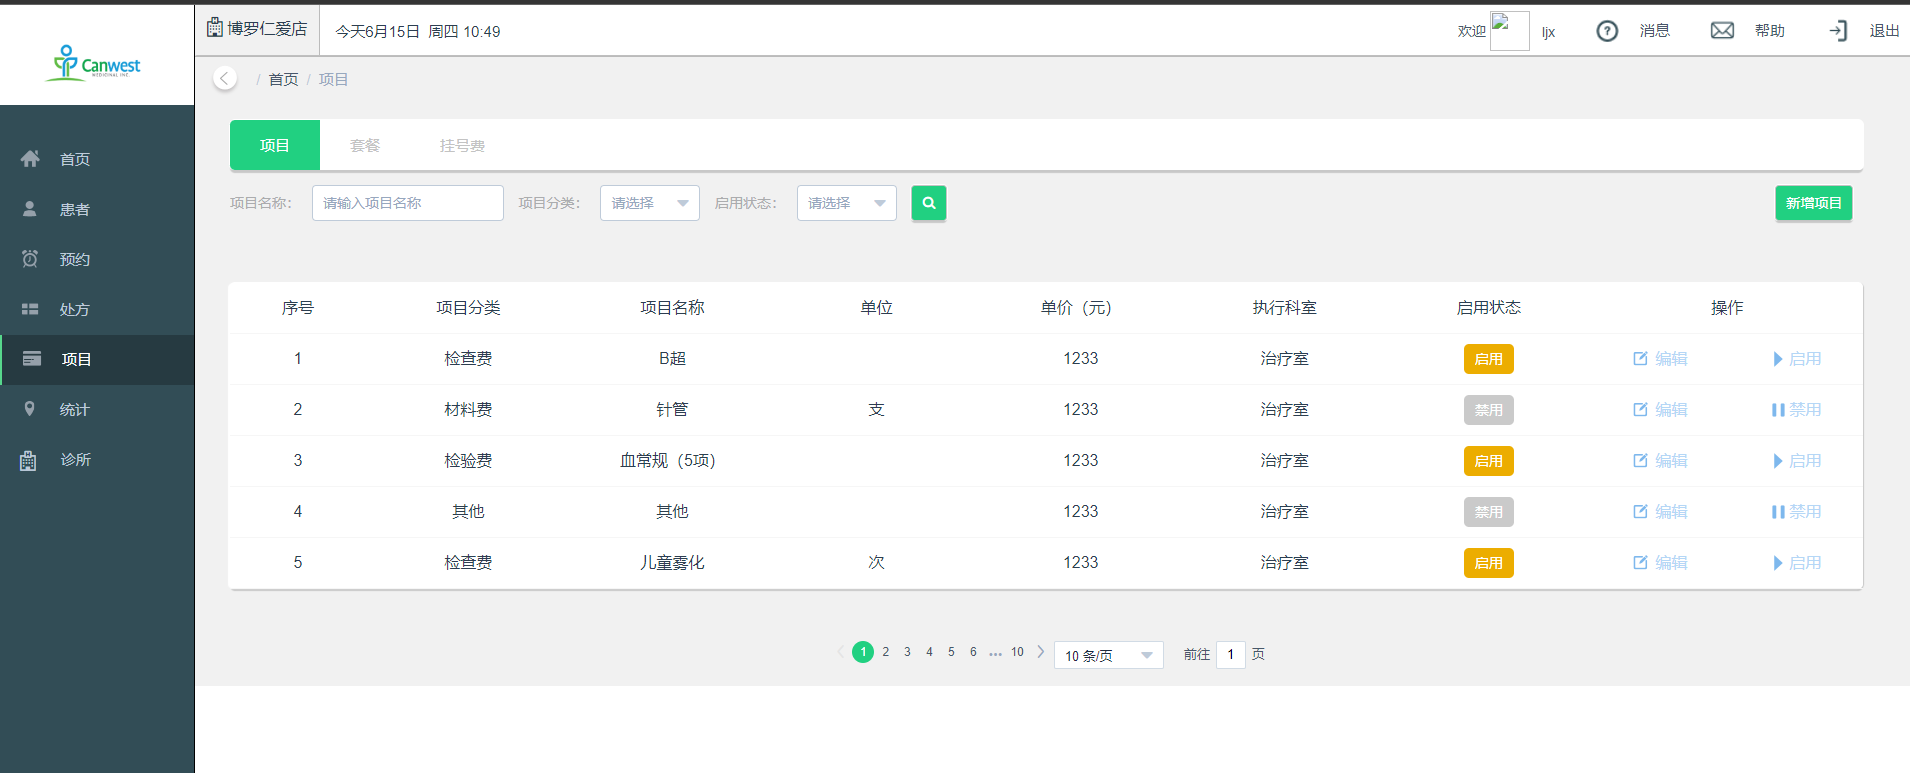 Canwest
MEDICINAL INC.
博罗仁爱店
今天6月15日 周四 10:49
欢迎 ljx
消息
帮助
退出
/ 首页 / 项目
首页
患者
预约
处方
项目
统计
诊所
项目 套餐 挂号费
项目名称: 请输入项目名称 项目分类: 请选择 启用状态: 请选择 新增项目
序号 项目分类 项目名称 单位 单价（元） 执行科室 启用状态 操作
1 检查费 B超 1233 治疗室 启用 编辑 启用
2 材料费 针管 支 1233 治疗室 禁用 编辑 禁用
3 检验费 血常规（5项） 1233 治疗室 启用 编辑 启用
4 其他 其他 1233 治疗室 禁用 编辑 禁用
5 检查费 儿童雾化 次 1233 治疗室 启用 编辑 启用
1 2 3 4 5 6 ... 10 10 条/页 前往 1 页